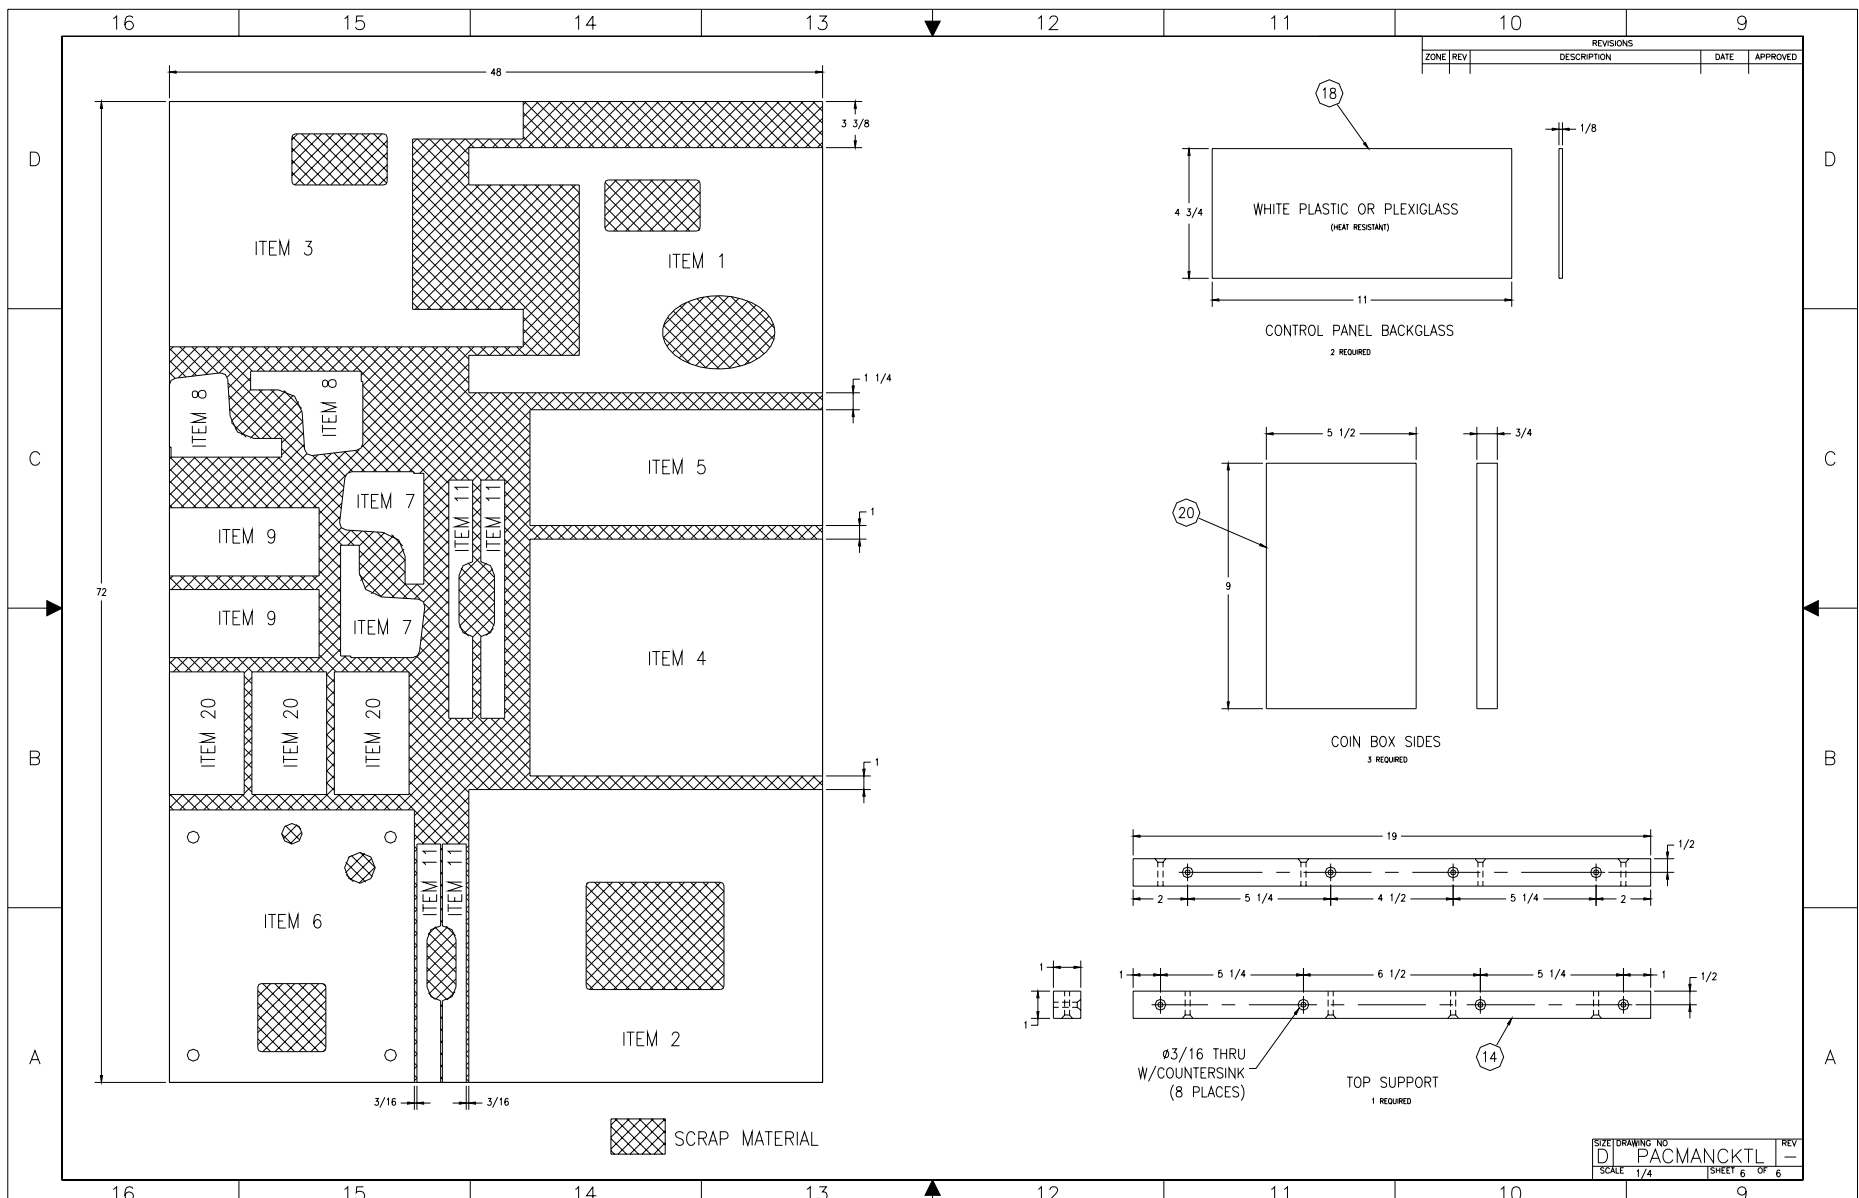 16 15 14 13 12 11 10 9
REVISIONS
ZONE REV DESCRIPTION DATE APPROVED
D
D
C
C
B
B
A
A
48
72
3 3/8
ITEM 3
ITEM 1
1 1/4
ITEM 8
ITEM 8
ITEM 5
ITEM 7
ITEM 11
ITEM 11
1
ITEM 9
ITEM 9
ITEM 7
ITEM 4
ITEM 20
ITEM 20
ITEM 20
1
ITEM 11
ITEM 11
ITEM 6
ITEM 2
3/16
3/16
SCRAP MATERIAL
18
1/8
4 3/4
WHITE PLASTIC OR PLEXIGLASS
(HEAT RESISTANT)
11
CONTROL PANEL BACKGLASS
2 REQUIRED
5 1/2
3/4
20
9
COIN BOX SIDES
3 REQUIRED
19
1/2
2 5 1/4 4 1/2 5 1/4 2
1
1
1 5 1/4 6 1/2 5 1/4 1
1/2
ø3/16 THRU
W/COUNTERSINK
(8 PLACES)
14
TOP SUPPORT
1 REQUIRED
SIZE DRAWING NO REV
D PACMANCKTL –
SCALE 1/4 SHEET 6 OF 6
16 15 14 13 12 11 10 9